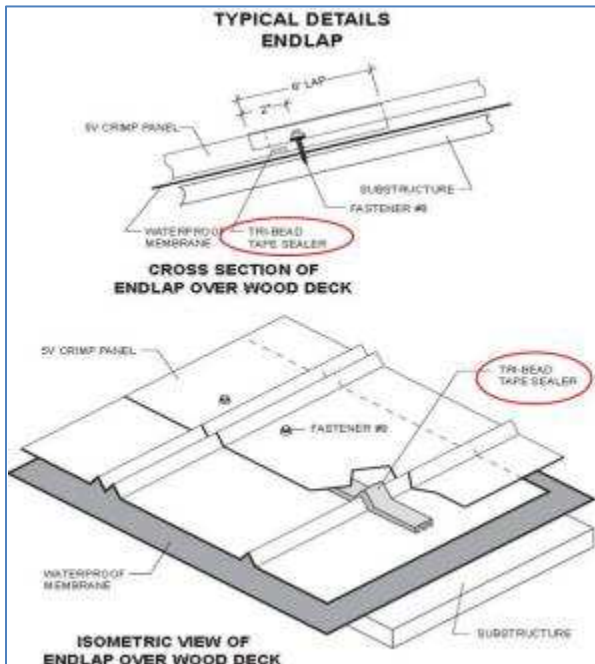 TYPICAL DETAILS
ENDLAP
6" LAP
2"
5V CRIMP PANEL
SUBSTRUCTURE
FASTENER #9
WATERPROOF
MEMBRANE
TRI-BEAD
TAPE SEALER
CROSS SECTION OF
ENDLAP OVER WOOD DECK
5V CRIMP PANEL
TRI-BEAD
TAPE SEALER
FASTENER #9
WATERPROOF
MEMBRANE
SUBSTRUCTURE
ISOMETRIC VIEW OF
ENDLAP OVER WOOD DECK